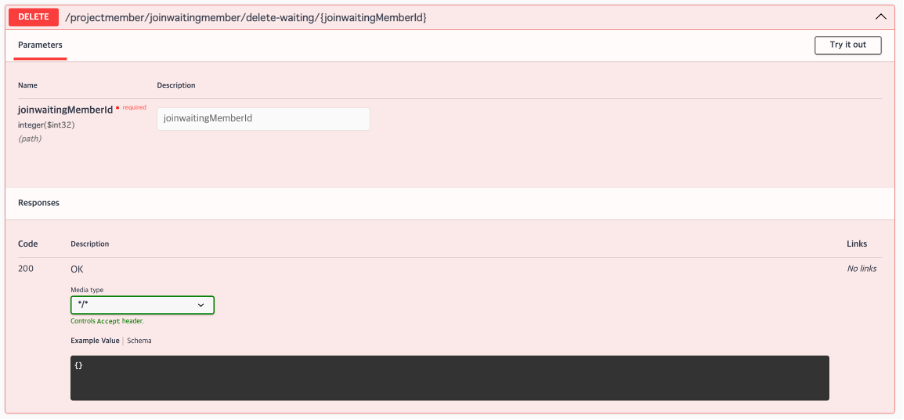 DELETE /projectmember/joinwaitingmember/delete-waiting/{joinwaitingMemberId}
Parameters Try it out
Name Description
joinwaitingMemberId * required joinwaitingMemberId
integer($int32)
(path)
Responses
Code Description Links
200 OK No links
Media type
*/*
Controls Accept header.
Example Value | Schema
{}